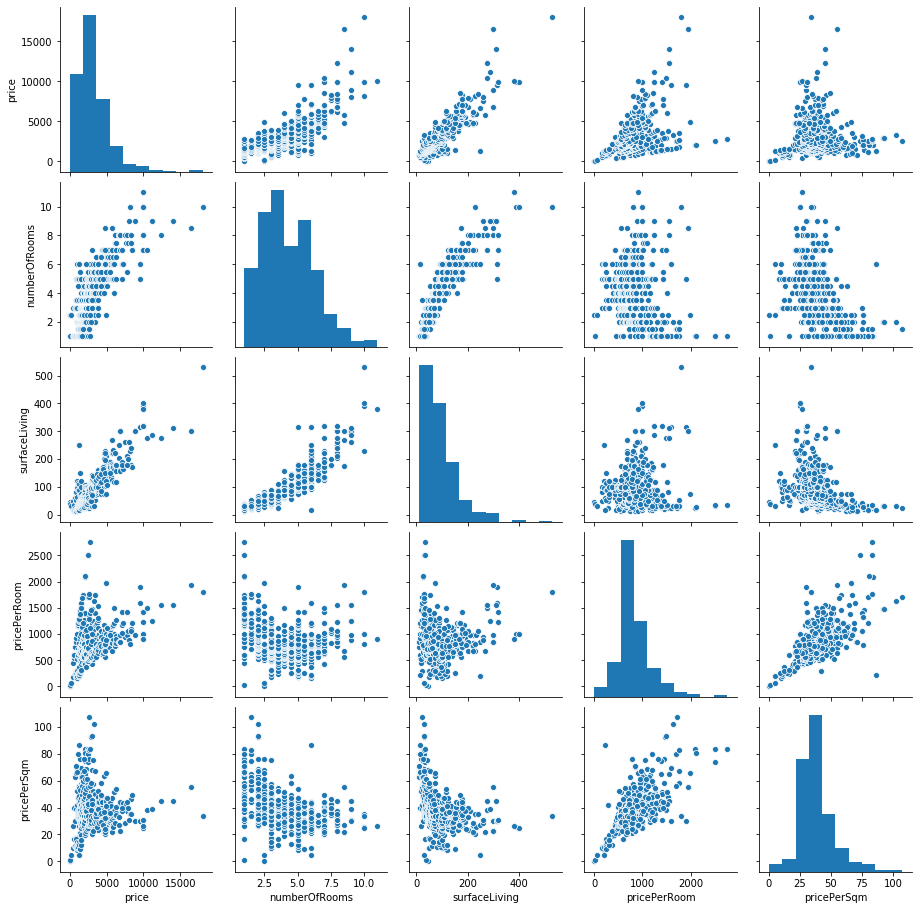 15000
10000
5000
0
price
10
8
6
4
2
numberOfRooms
500
400
300
200
100
0
surfaceLiving
2500
2000
1500
1000
500
0
pricePerRoom
100
80
60
40
20
0
pricePerSqm
0 5000 10000 15000
2.5 5.0 7.5 10.0
0 200 400
0 1000 2000
0 25 50 75 100
price numberOfRooms surfaceLiving pricePerRoom pricePerSqm